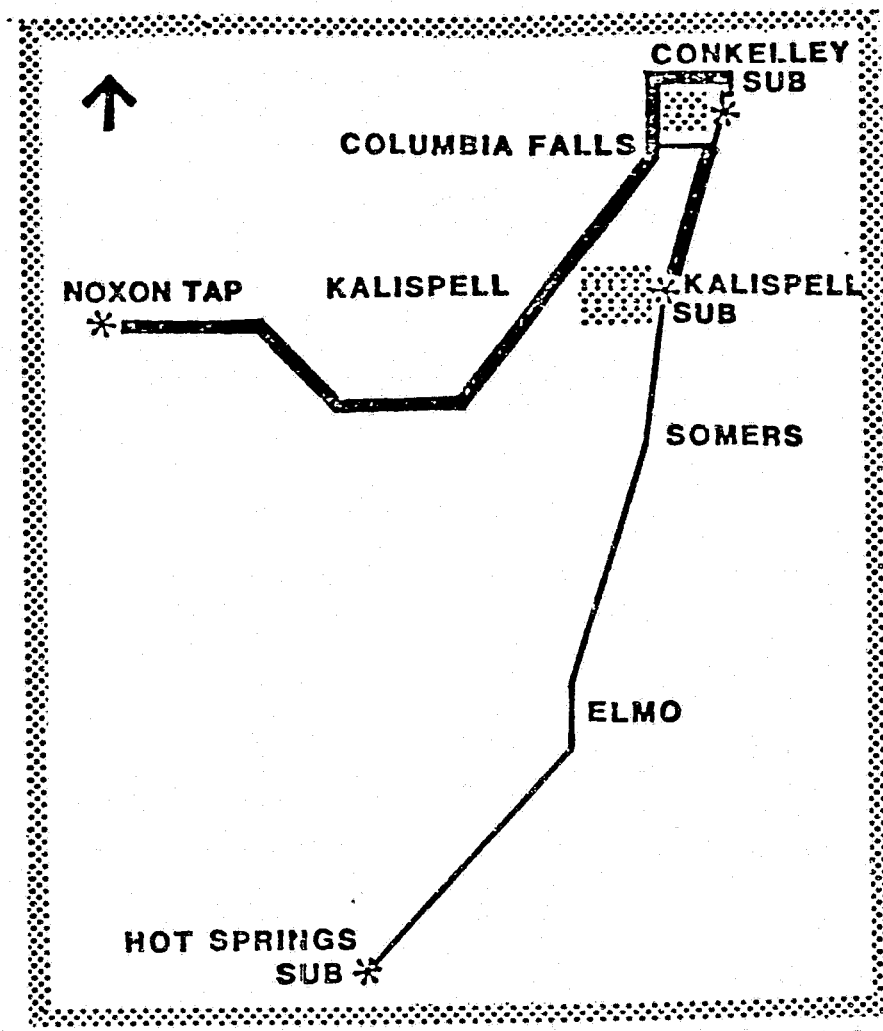 CONKELLEY
SUB
COLUMBIA FALLS
NOXON TAP
KALISPELL
KALISPELL
SUB
SOMERS
ELMO
HOT SPRINGS
SUB